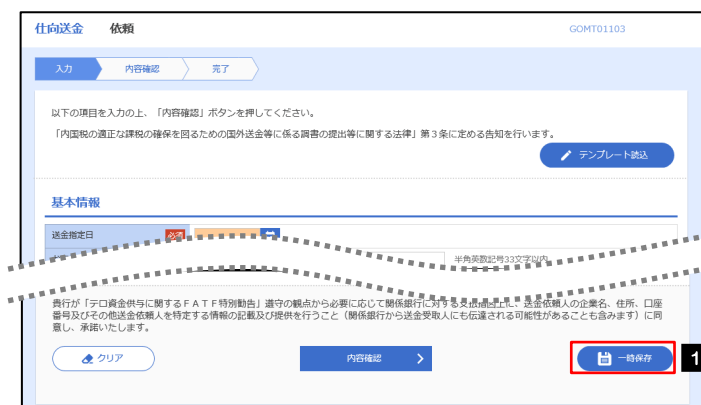 仕向送金 依頼 GOMT01103
入力 内容確認 完了
以下の項目を入力の上、「内容確認」ボタンを押してください。
「内国税の適正な課税の確保を図るための国外送金等に係る調書の提出等に関する法律」第3条に定める告知を行います。
テンプレート読込
基本情報
送金指定日 必須
半角英数記号33文字以内
貴行が「テロ資金供与に関するFATF特別勧告」遵守の観点から必要に応じて関係銀行に対する支払指図上に、送金依頼人の企業名、住所、口座
番号及びその他送金依頼人を特定する情報の記載及び提供を行うこと（関係銀行から送金受取人にも伝達される可能性があることも含みます）に同
意し、承諾いたします。
クリア 内容確認 一時保存 1